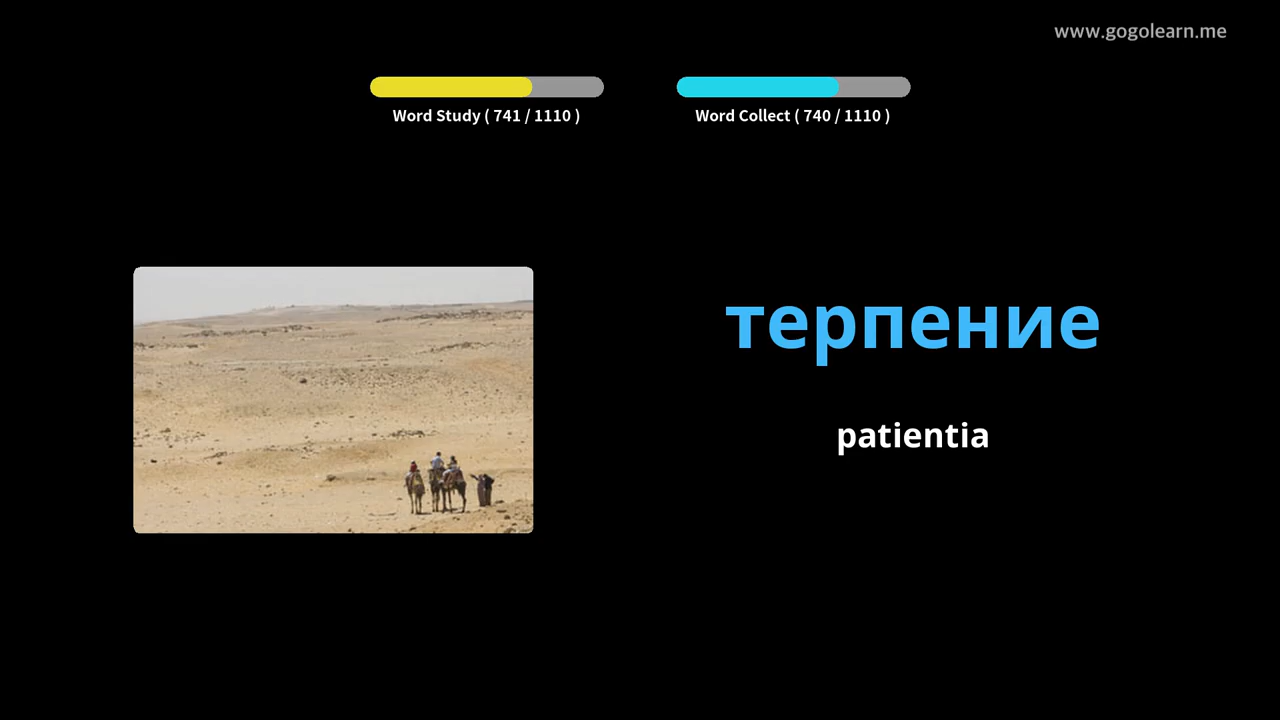 www.gogolearn.me
Word Study ( 741 / 1110 )
Word Collect ( 740 / 1110 )
терпение
patientia